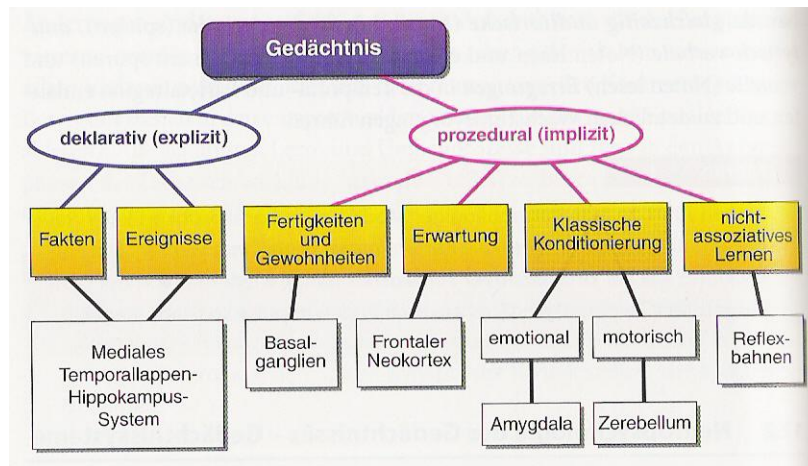 Gedächtnis
deklarativ (explizit)
prozedural (implizit)
Fakten
Ereignisse
Fertigkeiten
und
Gewohnheiten
Erwartung
Klassische
Konditionierung
nicht-
assoziatives
Lernen
Mediales
Temporallappen-
Hippokampus-
System
Basal-
ganglien
Frontaler
Neokortex
emotional
motorisch
Reflex-
bahnen
Amygdala
Zerebellum